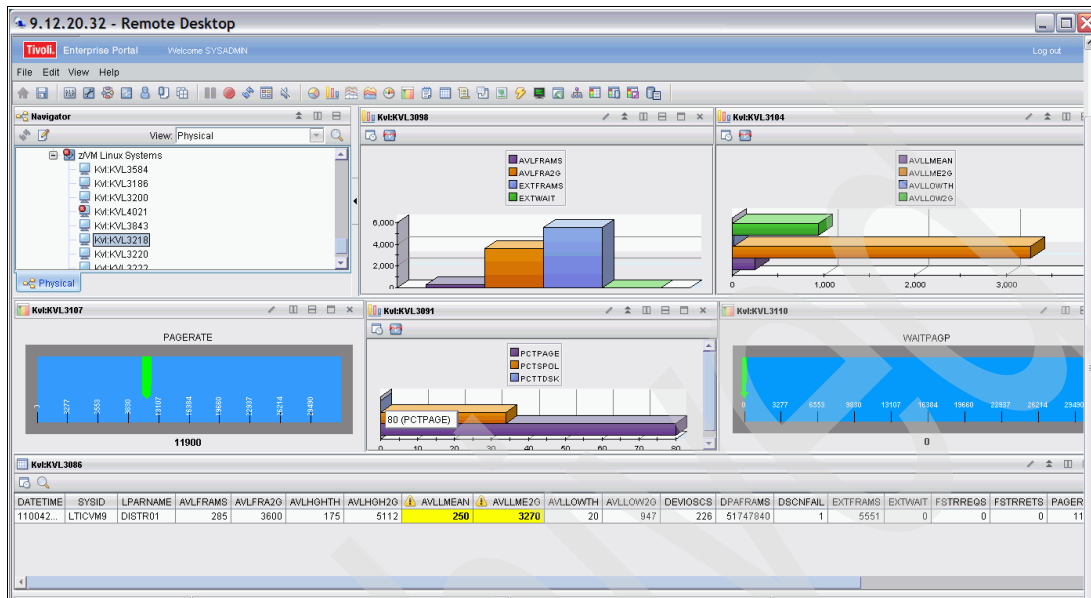 9.12.20.32 - Remote Desktop
Tivoli. Enterprise Portal Welcome SYSADMIN Log out
File Edit View Help
Navigator
View: Physical
z/VM Linux Systems
KVl:KVL3584
KVl:KVL3186
KVl:KVL3200
KVl:KVL4021
KVl:KVL3843
KVl:KVL3218
KVl:KVL3220
KVl:KVL3222
Physical
Kvl:KVL3098
AVLFRAMS
AVLFRA2G
EXTFRAMS
EXTWAIT
6,000
4,000
2,000
0
Kvl:KVL3104
AVLLMEAN
AVLLME2G
AVLLOWTH
AVLLOW2G
0 1,000 2,000 3,000
Kvl:KVL3107
PAGERATE
0 3277 6553 9830 13107 16384 19660 22937 26214 29490
11900
Kvl:KVL3091
PCTPAGE
PCTSPOL
PCTTDSK
80 (PCTPAGE)
0 10 20 30 40 50 60 70 80
Kvl:KVL3110
WAITPAGP
0 3277 6553 9830 13107 16384 19660 22937 26214 29490
0
Kvl:KVL3086
DATETIME SYSID LPARNAME AVLFRAMS AVLFRA2G AVLHGHTH AVLHGH2G AVLLMEAN AVLLME2G AVLLOWTH AVLLOW2G DEVIOSCS DPAFRAMS DSCNFAIL EXTFRAMS EXTWAIT FSTRREQS FSTRRETS PAGER
110042... LTICVM9 DISTR01 285 3600 175 5112 250 3270 20 947 226 51747840 1 5551 0 0 0 11